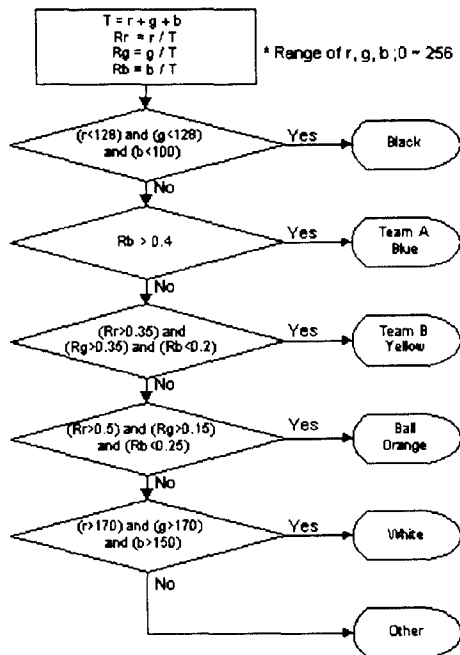 T = r + g + b
Rr = r / T
Rg = g / T
Rb = b / T
* Range of r, g, b ;0 ~ 256
(r<128) and (g<128)
and (b<100)
Yes
Black
No
Rb > 0.4
Yes
Team A
Blue
No
(Rr>0.35) and
(Rg>0.35) and (Rb<0.2)
Yes
Team B
Yellow
No
(Rr>0.5) and (Rg>0.15)
and (Rb<0.25)
Yes
Ball
Orange
No
(r>170) and (g>170)
and (b>150)
Yes
White
No
Other